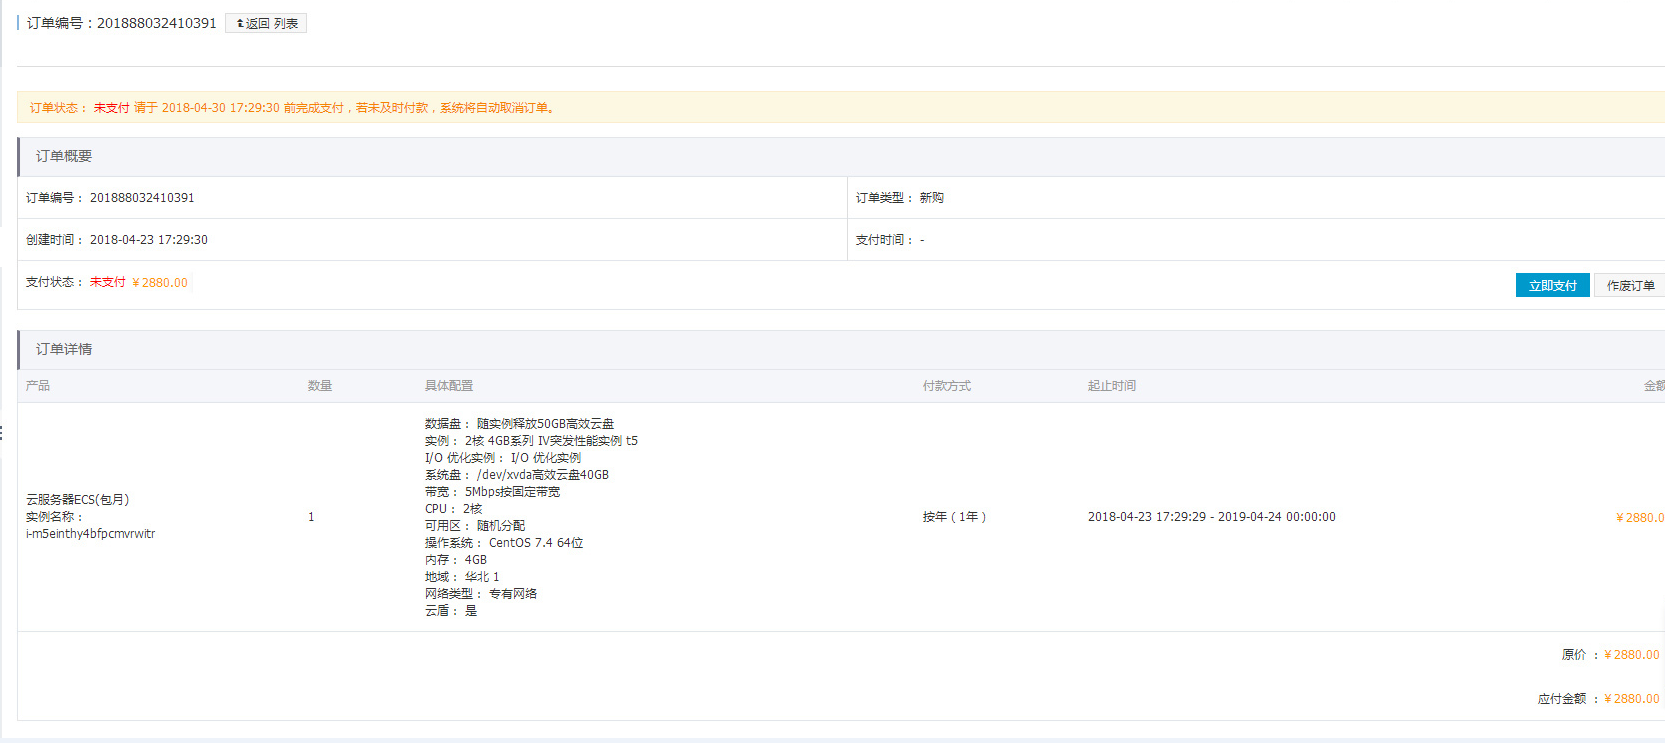 订单编号：201888032410391 返回 列表
订单状态： 未支付 请于 2018-04-30 17:29:30 前完成支付，若未及时付款，系统将自动取消订单。
订单概要
订单编号： 201888032410391 订单类型： 新购
创建时间： 2018-04-23 17:29:30 支付时间： -
支付状态： 未支付 ¥2880.00 立即支付 作废订单
订单详情
产品 数量 具体配置 付款方式 起止时间 金额
云服务器ECS(包月)
实例名称：
i-m5einthy4bfpcmvrwitr
1
数据盘： 随实例释放50GB高效云盘
实例： 2核 4GB系列 IV突发性能实例 t5
I/O 优化实例： I/O 优化实例
系统盘： /dev/xvda高效云盘40GB
带宽： 5Mbps按固定带宽
CPU： 2核
可用区： 随机分配
操作系统： CentOS 7.4 64位
内存： 4GB
地域： 华北 1
网络类型： 专有网络
云盾： 是
按年（1年）
2018-04-23 17:29:29 - 2019-04-24 00:00:00
¥2880.0
原价 ：¥2880.00
应付金额 ：¥2880.00